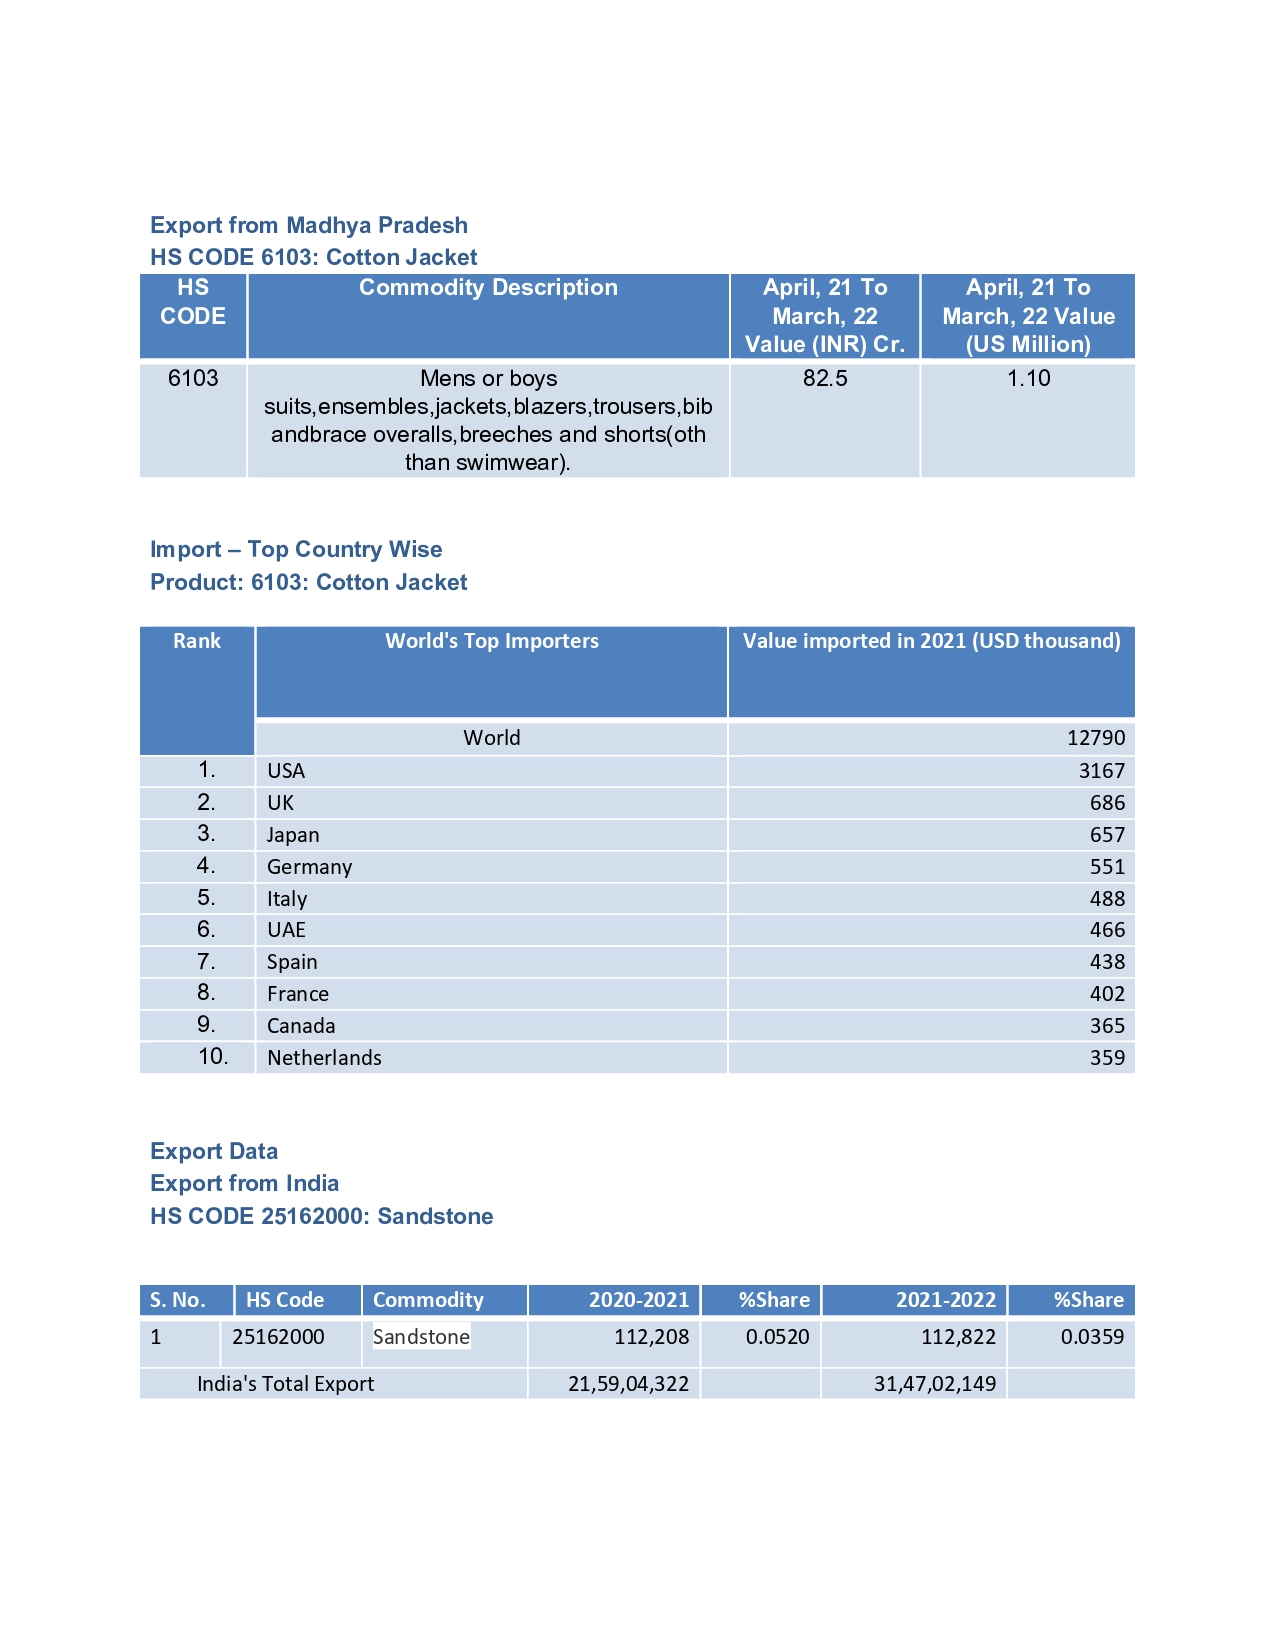 Export from Madhya Pradesh
HS CODE 6103: Cotton Jacket
HS CODE Commodity Description April, 21 To March, 22 Value (INR) Cr. April, 21 To March, 22 Value (US Million)
6103 Mens or boys 82.5 1.10
suits,ensembles,jackets,blazers,trousers,bib
andbrace overalls,breeches and shorts(oth
than swimwear).
Import – Top Country Wise
Product: 6103: Cotton Jacket
Rank World's Top Importers Value imported in 2021 (USD thousand)
World 12790
1. USA 3167
2. UK 686
3. Japan 657
4. Germany 551
5. Italy 488
6. UAE 466
7. Spain 438
8. France 402
9. Canada 365
10. Netherlands 359
Export Data
Export from India
HS CODE 25162000: Sandstone
S. No. HS Code Commodity 2020-2021 %Share 2021-2022 %Share
1 25162000 Sandstone 112,208 0.0520 112,822 0.0359
India's Total Export 21,59,04,322 31,47,02,149